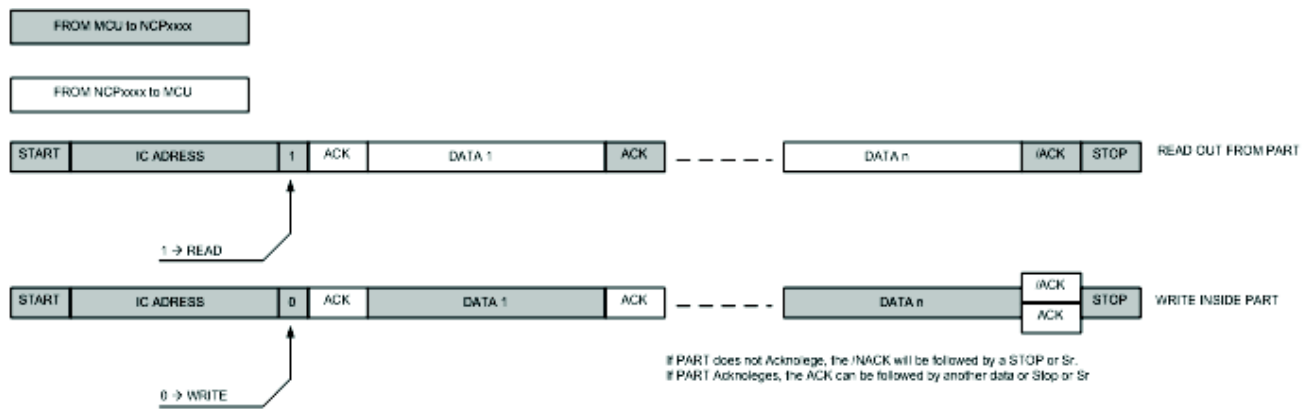 FROM MCU to NCPxxxx
FROM NCPxxxx to MCU
START IC ADRESS 1 ACK DATA 1 ACK DATA n /ACK STOP READ OUT FROM PART
1 → READ
START IC ADRESS 0 ACK DATA 1 ACK DATA n /ACK ACK STOP WRITE INSIDE PART
If PART does not Acknolege, the /NACK will be followed by a STOP or Sr.
If PART Acknoleges, the ACK can be followed by another data or Stop or Sr
0 → WRITE